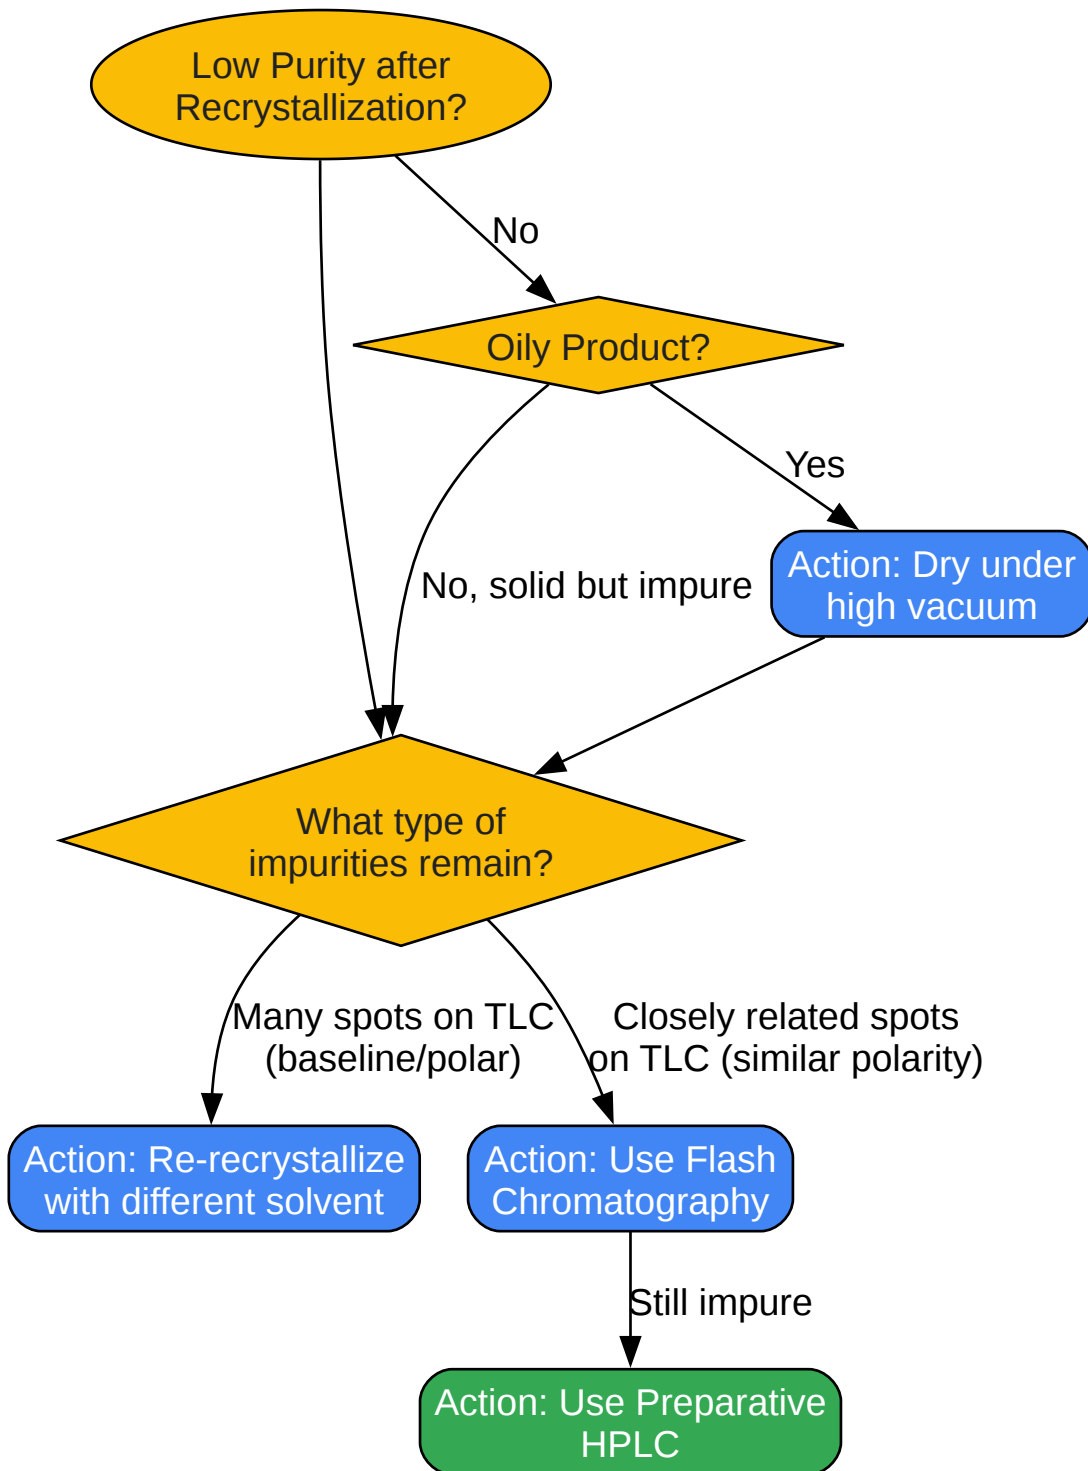 Low Purity after
Recrystallization?
No
Oily Product?
Yes
Action: Dry under
high vacuum
No, solid but impure
What type of
impurities remain?
Many spots on TLC
(baseline/polar)
Closely related spots
on TLC (similar polarity)
Action: Re-recrystallize
with different solvent
Action: Use Flash
Chromatography
Still impure
Action: Use Preparative
HPLC